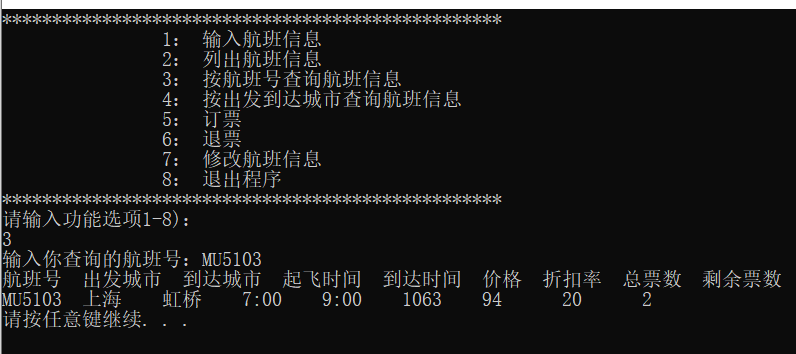 **************************************************
1： 输入航班信息
2： 列出航班信息
3： 按航班号查询航班信息
4： 按出发到达城市查询航班信息
5： 订票
6： 退票
7： 修改航班信息
8： 退出程序
**************************************************
请输入功能选项1-8)：
3
输入你查询的航班号：MU5103
航班号 出发城市 到达城市 起飞时间 到达时间 价格 折扣率 总票数 剩余票数
MU5103 上海 虹桥 7:00 9:00 1063 94 20 2
请按任意键继续. . .